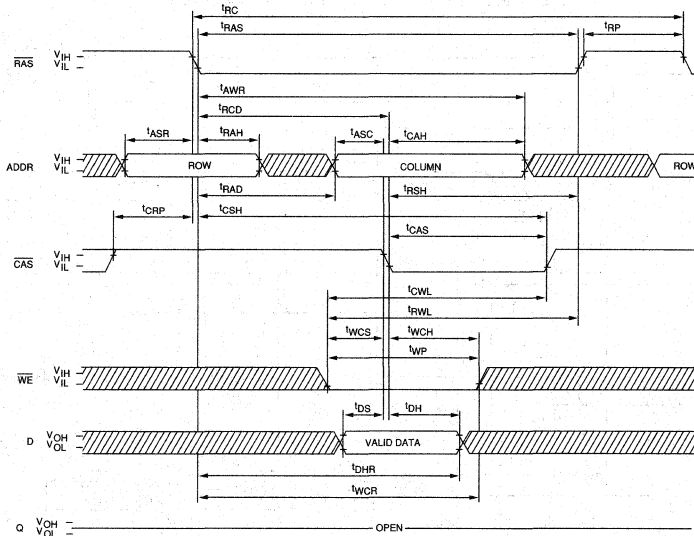 tRC
tRAS
tRP
RAS VIH
VIL
tAWR
tRCD
tASR tRAH tASC tCAH
ADDR VIH
VIL
ROW COLUMN ROW
tRAD tRSH
tCRP tCSH
tCAS
CAS VIH
VIL
tCWL
tRWL
tWCS tWCH
tWP
WE VIH
VIL
tDS tDH
D VOH
VOL
VALID DATA
tDHR
tWCR
Q VOH
VOL
OPEN